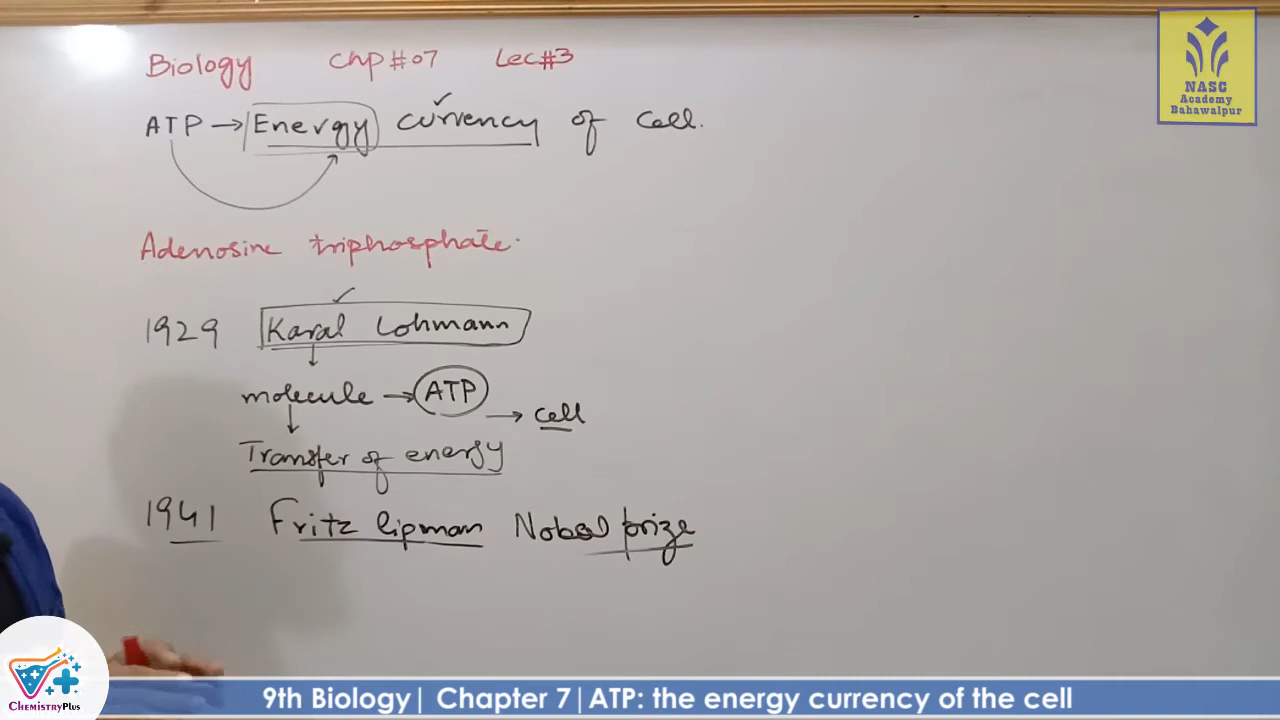 Biology Chp#07 Lec#3
ATP → Energy currency of cell.
Adenosine triphosphate.
1929 Karal Lohmann
molecule → ATP → cell
Transfer of energy
1941 Fritz lipman Nobel prize
NASC
Academy
Bahawalpur
ChemistryPlus
9th Biology| Chapter 7|ATP: the energy currency of the cell